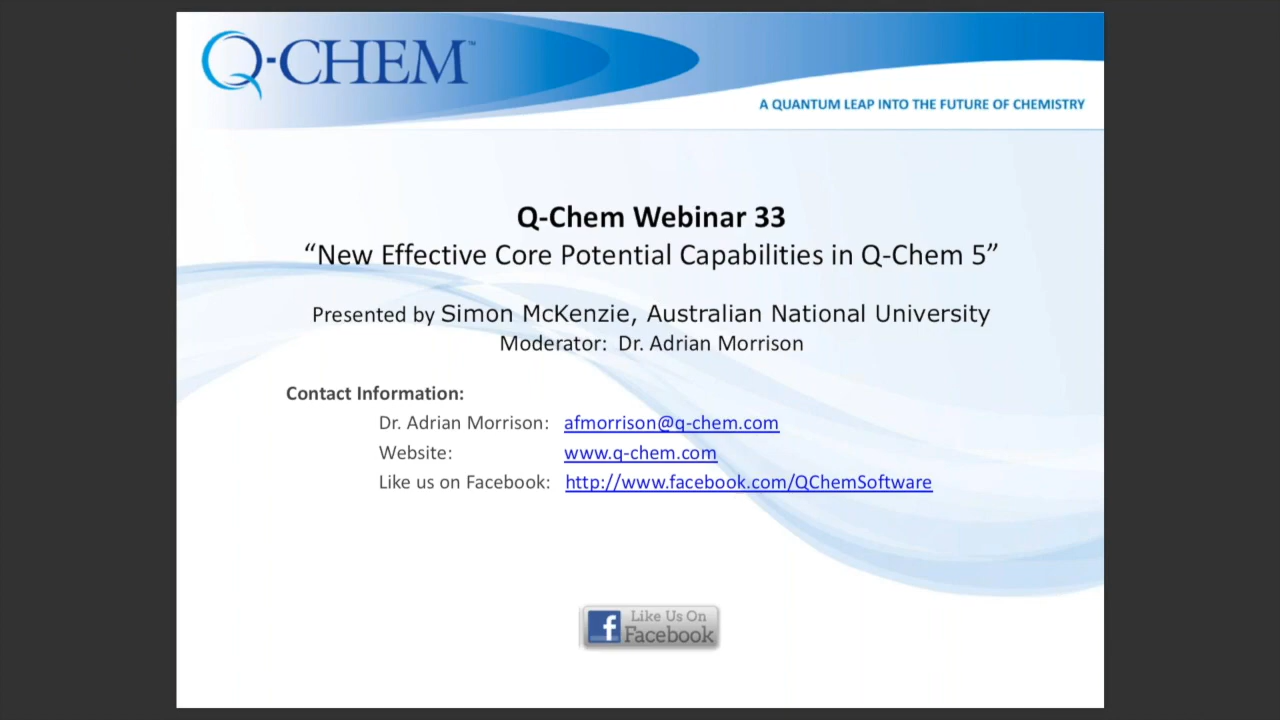 Q-CHEM™
A QUANTUM LEAP INTO THE FUTURE OF CHEMISTRY
Q-Chem Webinar 33
“New Effective Core Potential Capabilities in Q-Chem 5”
Presented by Simon McKenzie, Australian National University
Moderator: Dr. Adrian Morrison
Contact Information:
Dr. Adrian Morrison: afmorrison@q-chem.com
Website: www.q-chem.com
Like us on Facebook: http://www.facebook.com/QChemSoftware
f Like Us On
Facebook